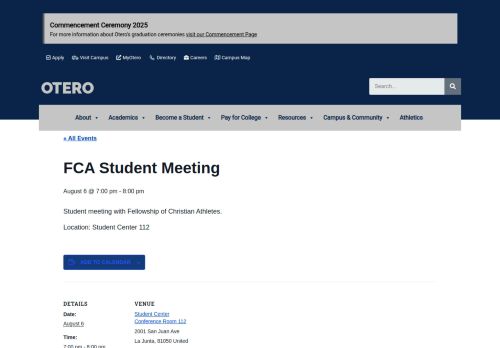 Commencement Ceremony 2025
For more information about Otero's graduation ceremonies visit our Commencement Page
Apply Visit Campus MyOtero Directory Careers Campus Map
OTERO
Search...
About Academics Become a Student Pay for College Resources Campus & Community Athletics
« All Events
FCA Student Meeting
August 6 @ 7:00 pm - 8:00 pm
Student meeting with Fellowship of Christian Athletes.
Location: Student Center 112
ADD TO CALENDAR
DETAILS
Date:
August 6
Time:
7:00 pm - 8:00 pm
VENUE
Student Center
Conference Room 112
2001 San Juan Ave
La Junta, 81050 United